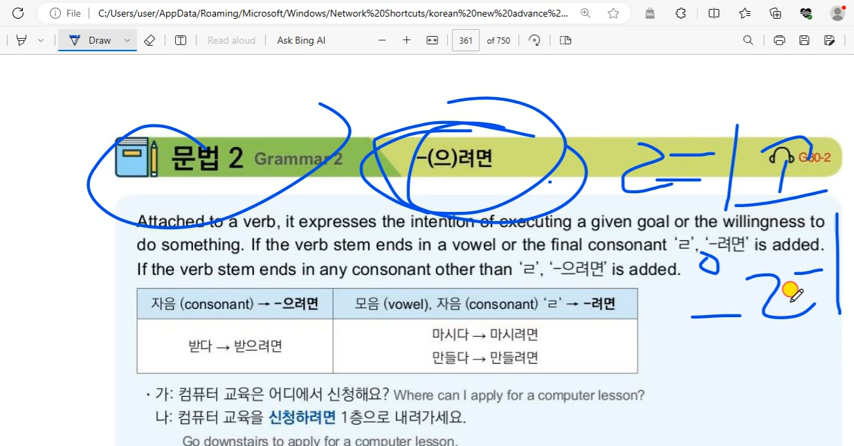 File
C:/Users/user/AppData/Roaming/Microsoft/Windows/Network%20Shortcuts/korean%20new%20advance%2...
Draw
Read aloud
Ask Bing AI
361
of 750
문법 2 Grammar 2
-(으)려면
G30-2
Attached to a verb, it expresses the intention of executing a given goal or the willingness to
do something. If the verb stem ends in a vowel or the final consonant ‘ㄹ’, ‘-려면’ is added.
If the verb stem ends in any consonant other than ‘ㄹ’, ‘-으려면’ is added.
자음 (consonant) → -으려면
모음 (vowel), 자음 (consonant) ‘ㄹ’ → -려면
받다 → 받으려면
마시다 → 마시려면
만들다 → 만들려면
· 가: 컴퓨터 교육은 어디에서 신청해요? Where can I apply for a computer lesson?
나: 컴퓨터 교육을 신청하려면 1층으로 내려가세요.
Go downstairs to apply for a computer lesson.